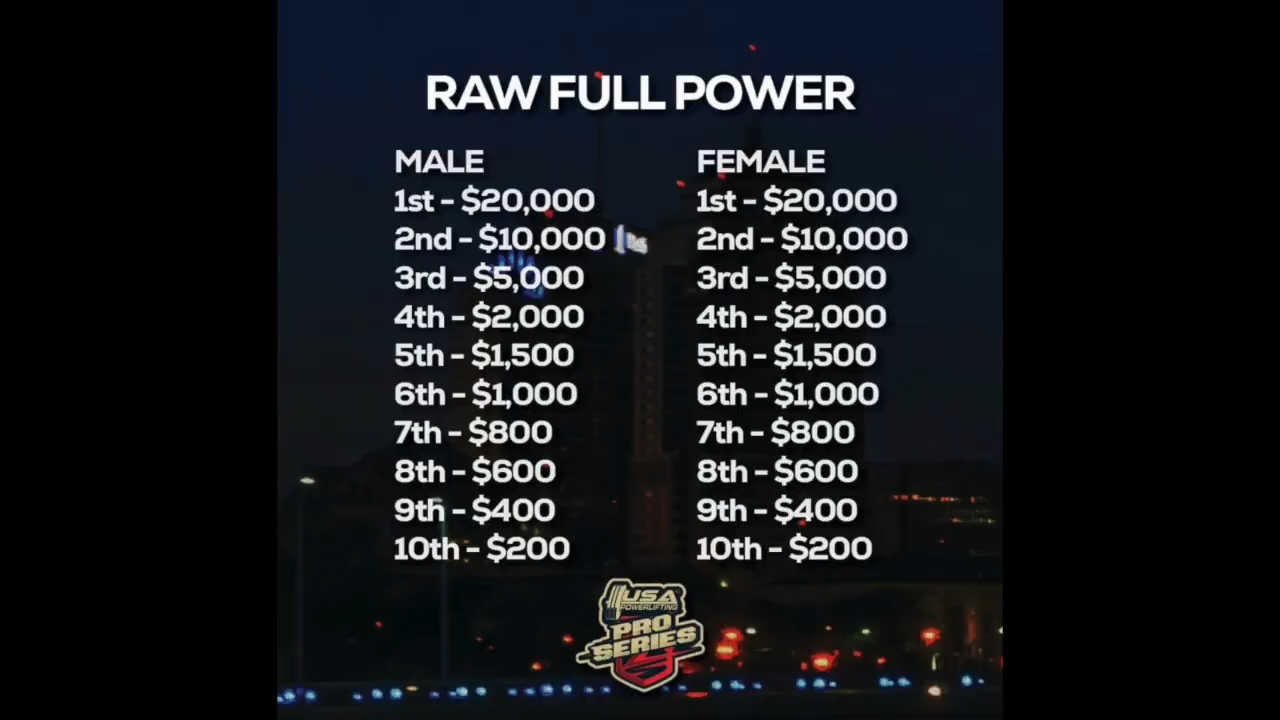 RAW FULL POWER
MALE
1st - $20,000
2nd - $10,000
3rd - $5,000
4th - $2,000
5th - $1,500
6th - $1,000
7th - $800
8th - $600
9th - $400
10th - $200
FEMALE
1st - $20,000
2nd - $10,000
3rd - $5,000
4th - $2,000
5th - $1,500
6th - $1,000
7th - $800
8th - $600
9th - $400
10th - $200
USA
POWERLIFTING
PRO
SERIES